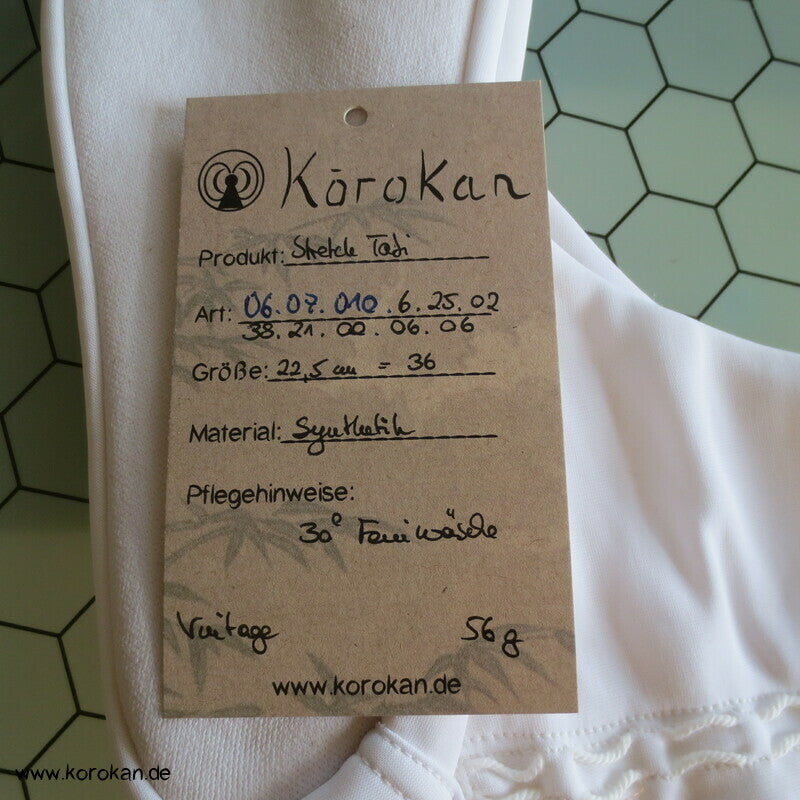 Kōrokan
Produkt: Stretch Tabi
Art: 06.07.010.6.25.02
38.21.00.06.06
Größe: 22,5 cm = 36
Material: Synthetik
Pflegehinweise:
30° Feinwäsche
Vintage 56 g
www.korokan.de
www.korokan.de